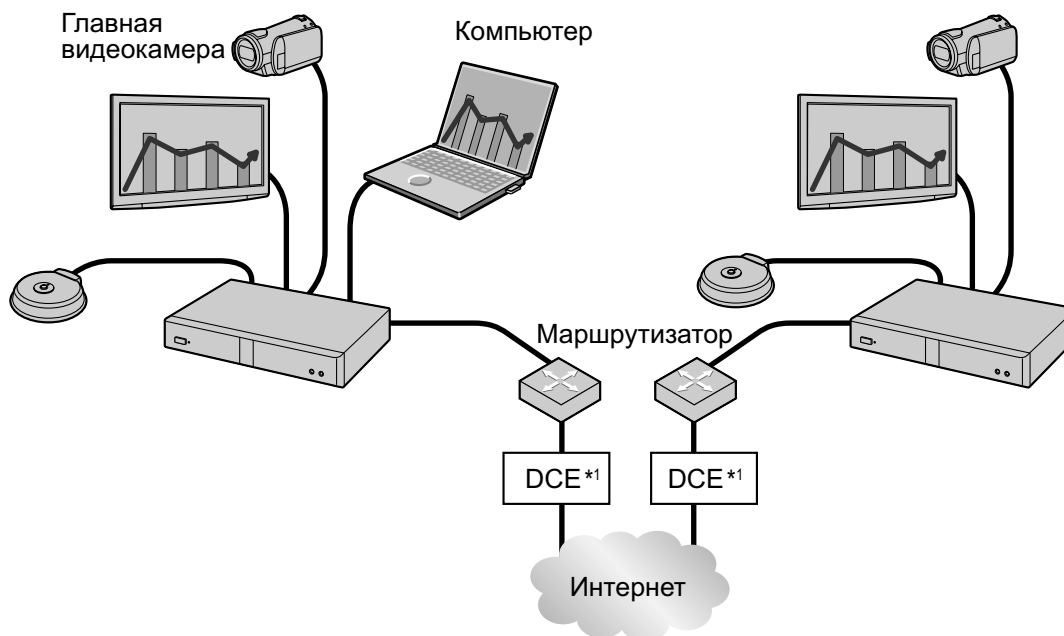 Главная
видеокамера
Компьютер
Маршрутизатор
DCE*1
DCE*1
Интернет